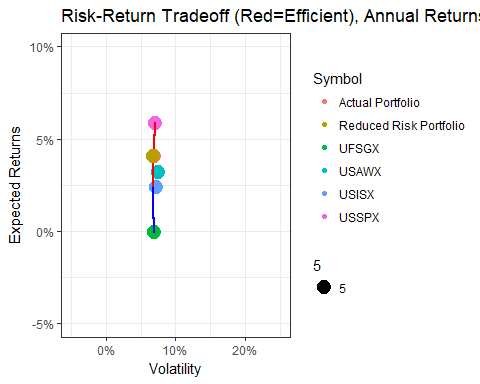 Risk-Return Tradeoff (Red=Efficient), Annual Returns
10%
5%
0%
-5%
Expected Returns
0%
10%
20%
Volatility
Symbol
Actual Portfolio
Reduced Risk Portfolio
UFSGX
USAWX
USISX
USSPX
5
5